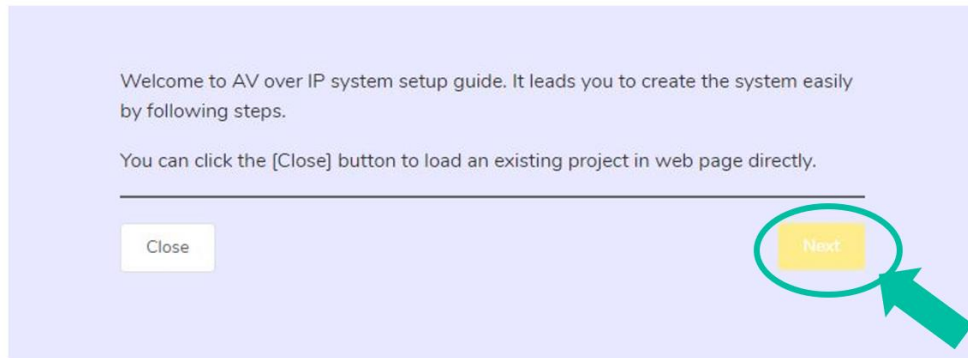 Welcome to AV over IP system setup guide. It leads you to create the system easily
by following steps.
You can click the [Close] button to load an existing project in web page directly.
Close
Next